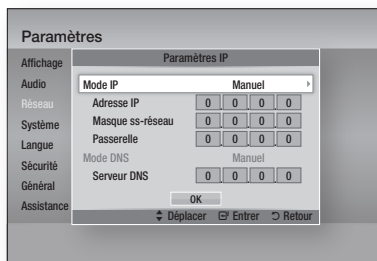 Paramètres
Affichage
Audio
Réseau
Système
Langue
Sécurité
Général
Assistance
Paramètres IP
Mode IP Manuel
Adresse IP 0 . 0 . 0 . 0
Masque ss-réseau 0 . 0 . 0 . 0
Passerelle 0 . 0 . 0 . 0
Mode DNS Manuel
Serveur DNS 0 . 0 . 0 . 0
OK
Déplacer Entrer Retour